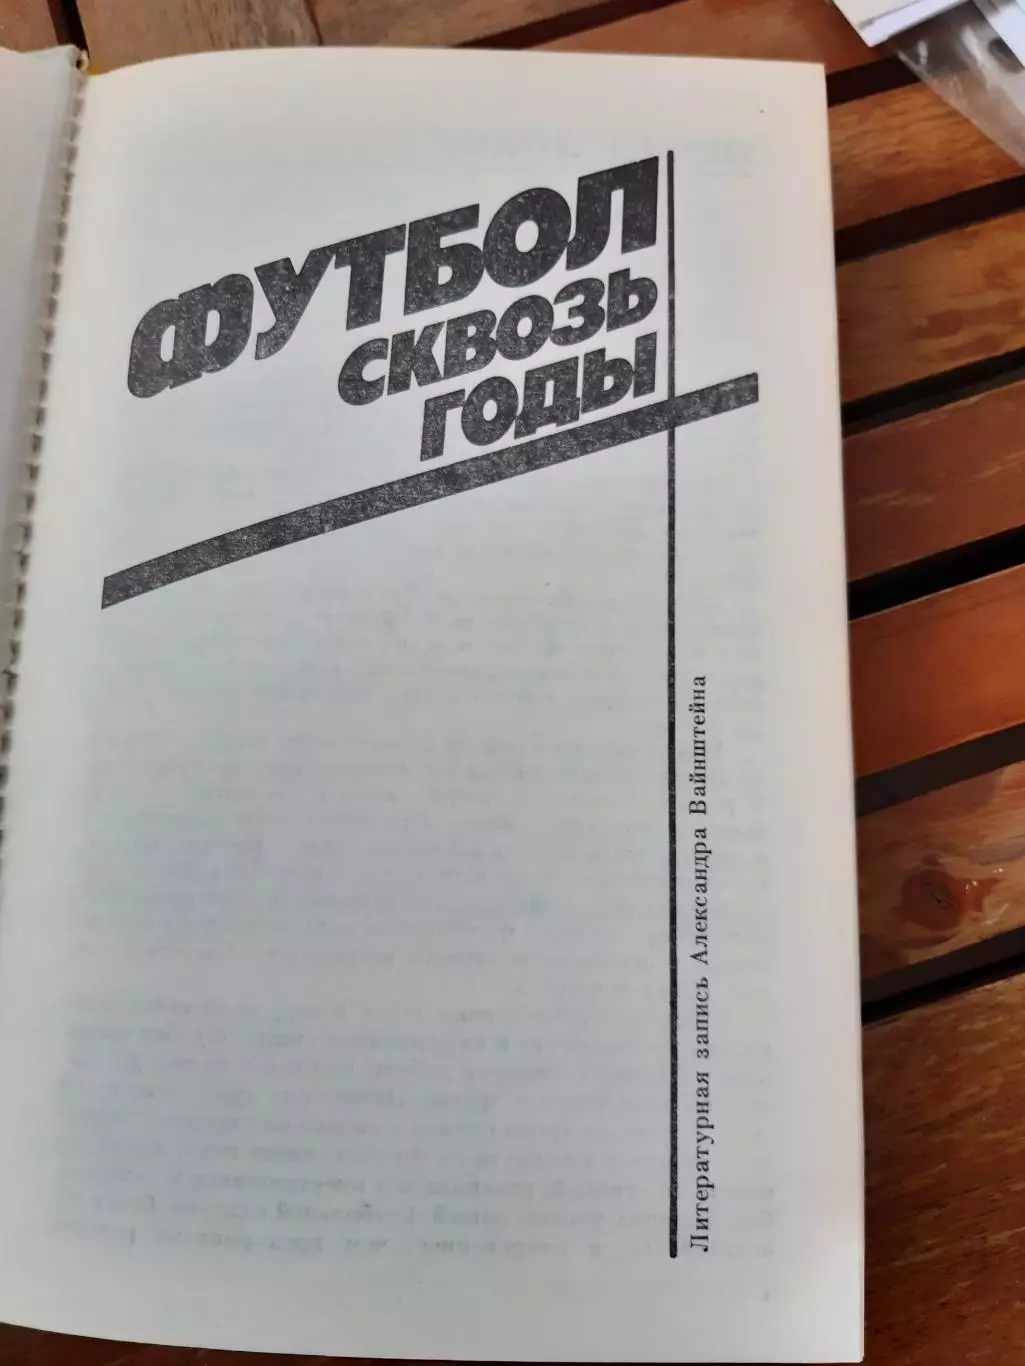 ФУТБОЛ
СКВОЗЬ
ГОДЫ
Литературная запись Александра Вайнштейна